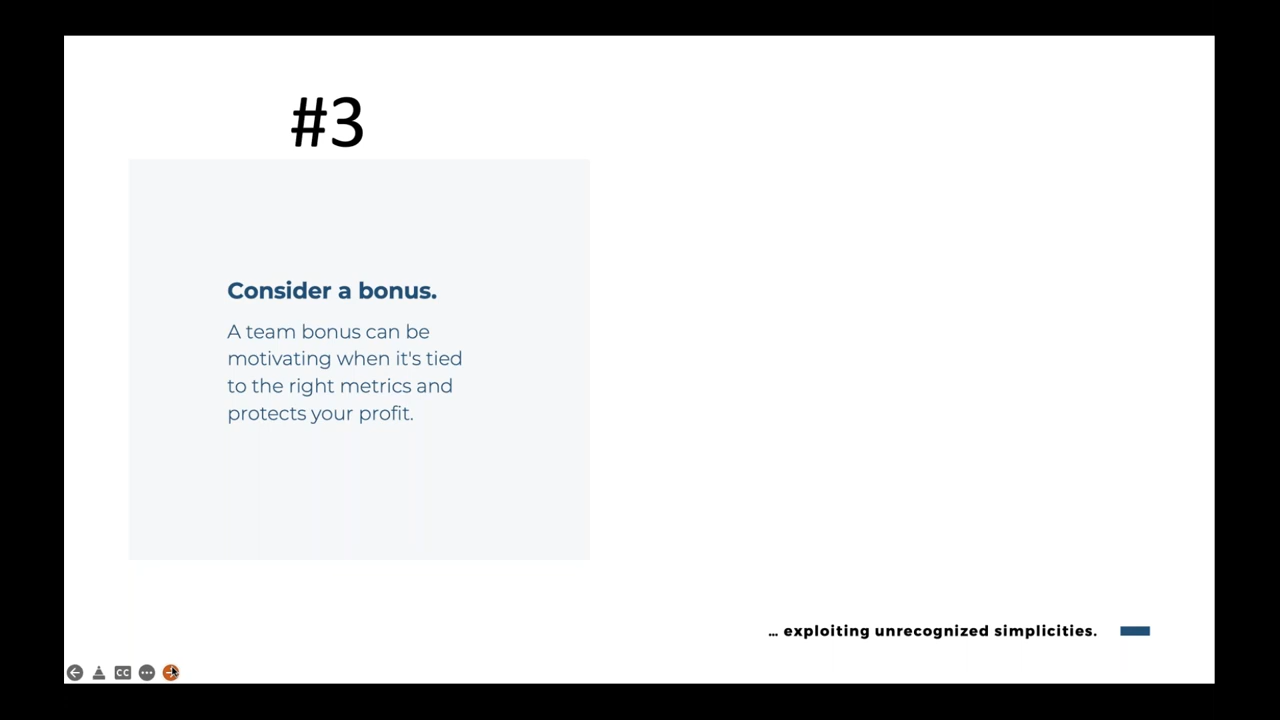 #3
Consider a bonus.
A team bonus can be
motivating when it's tied
to the right metrics and
protects your profit.
... exploiting unrecognized simplicities.
CC